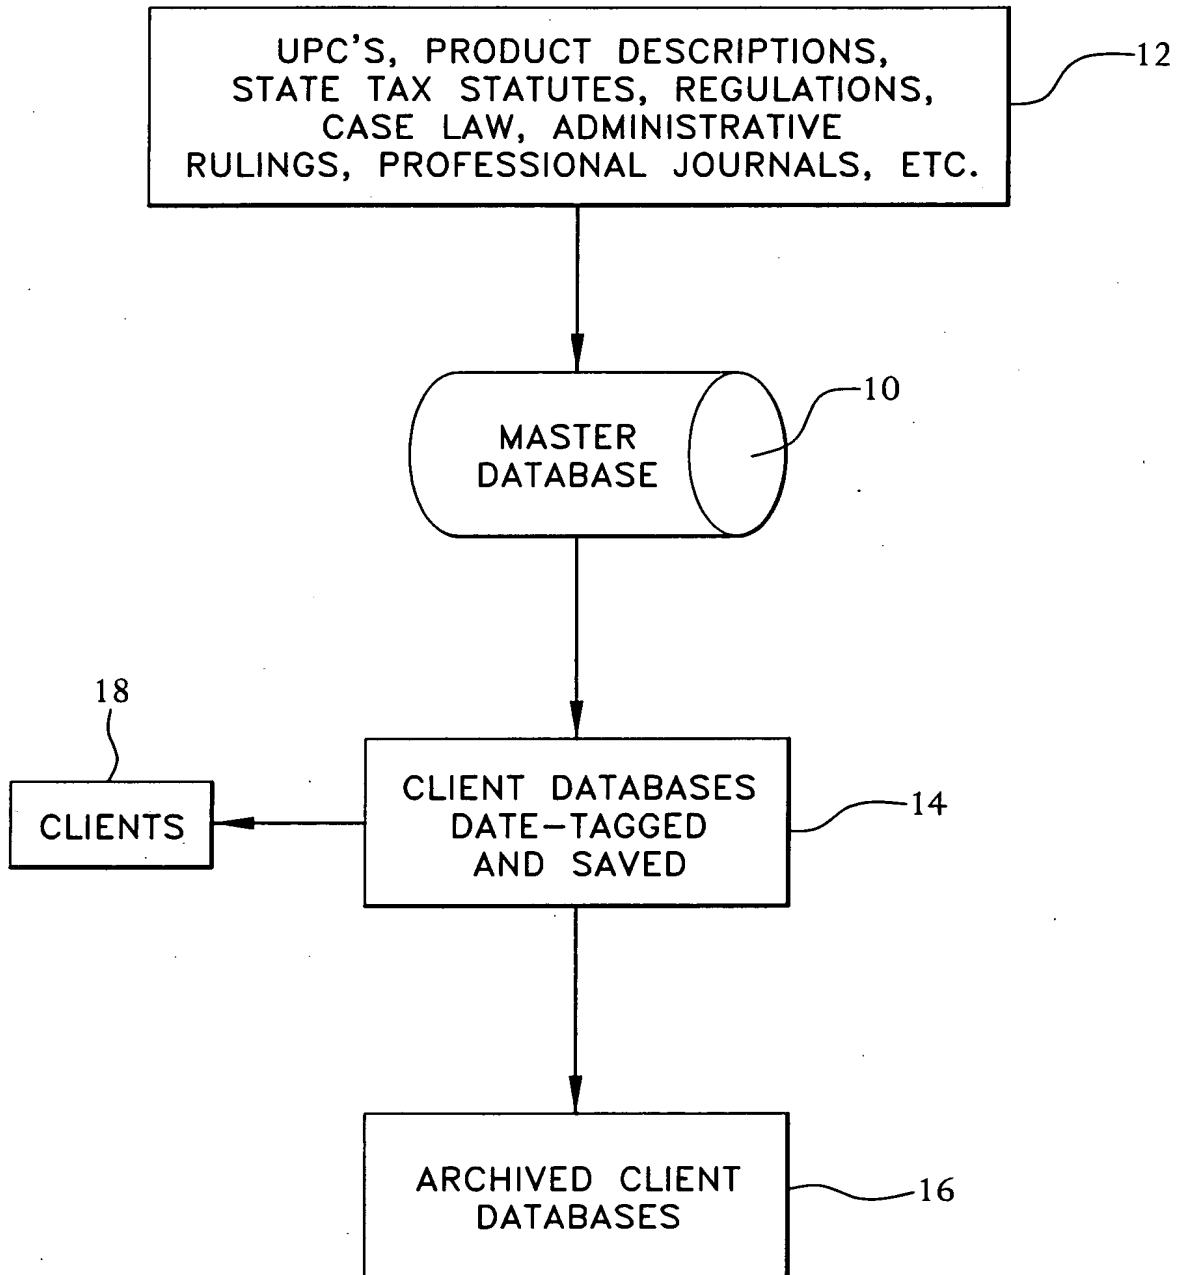 UPC'S, PRODUCT DESCRIPTIONS,
STATE TAX STATUTES, REGULATIONS,
CASE LAW, ADMINISTRATIVE
RULINGS, PROFESSIONAL JOURNALS, ETC.
12
MASTER
DATABASE
10
18
CLIENTS
CLIENT DATABASES
DATE-TAGGED
AND SAVED
14
ARCHIVED CLIENT
DATABASES
16